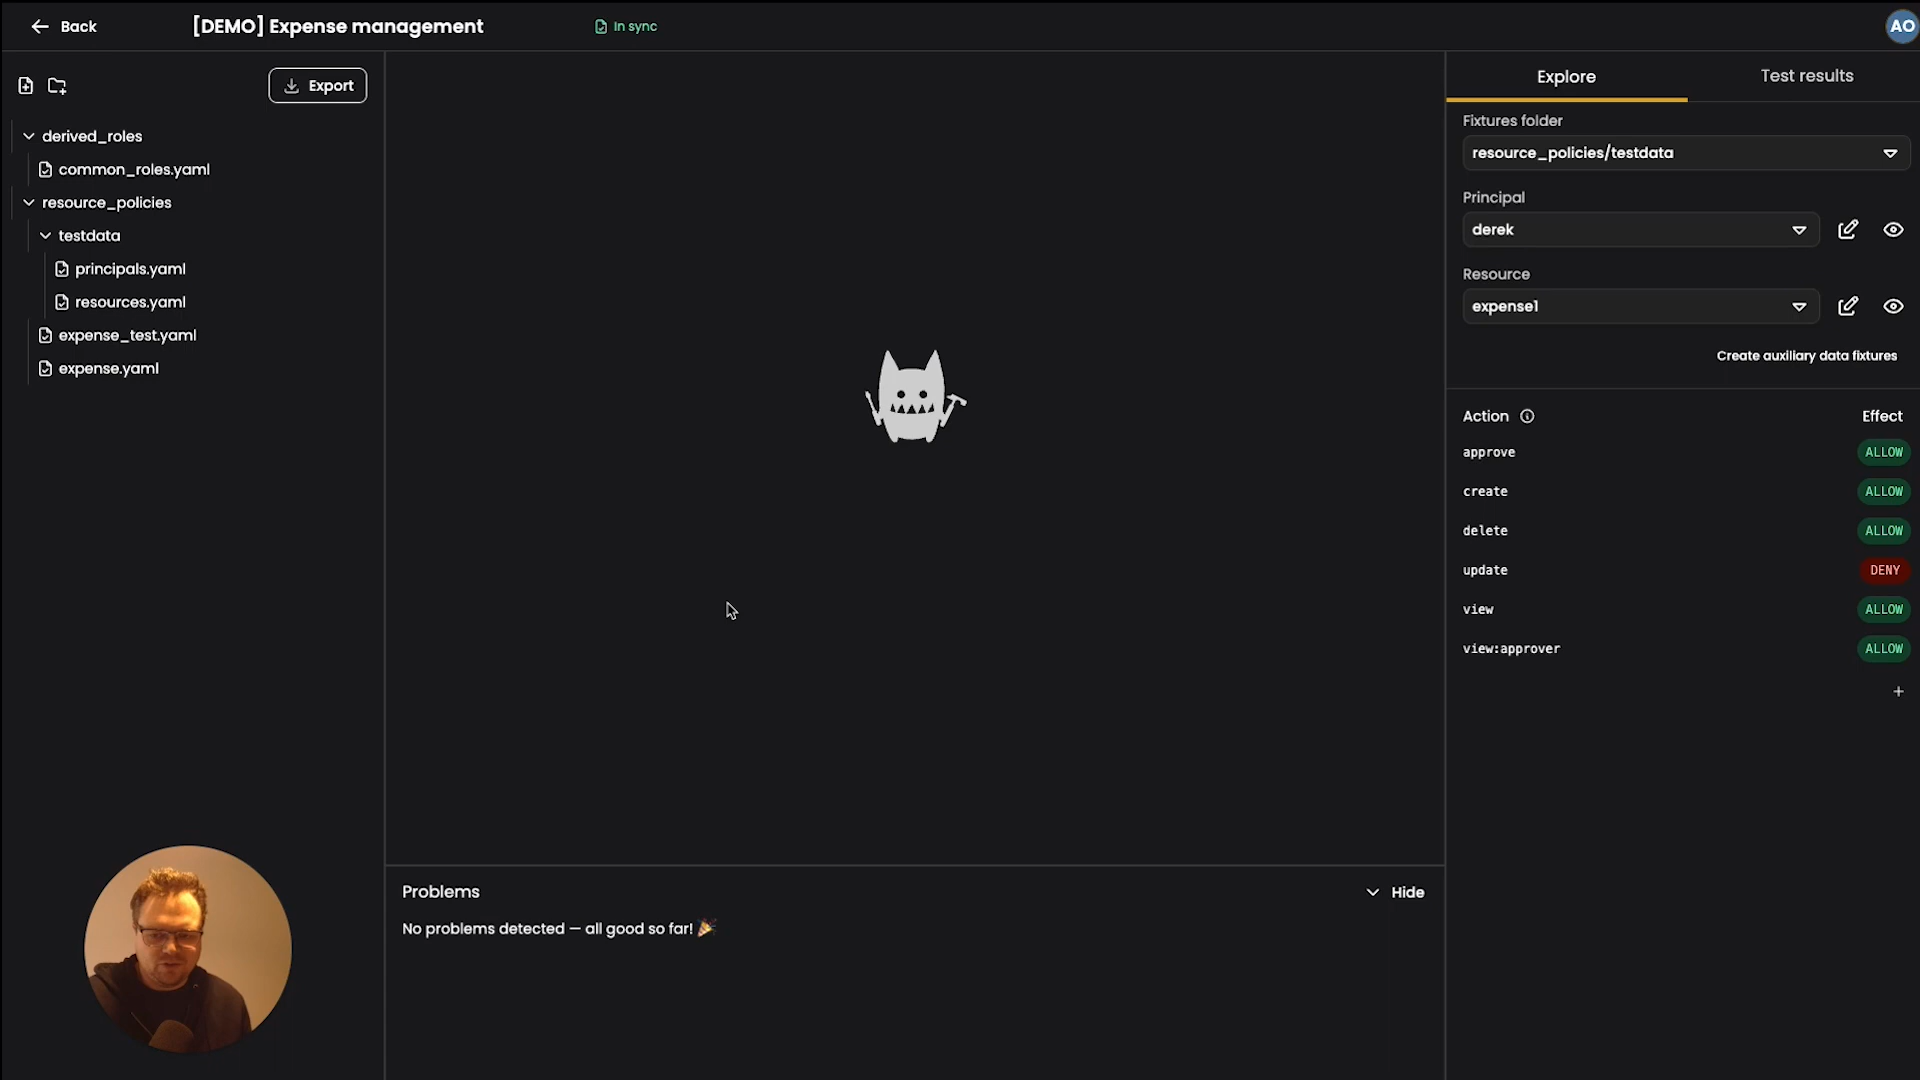 Back
[DEMO] Expense management
In sync
AO
Export
derived_roles
common_roles.yaml
resource_policies
testdata
principals.yaml
resources.yaml
expense_test.yaml
expense.yaml
Problems
Hide
No problems detected — all good so far! 🎉
Explore
Test results
Fixtures folder
resource_policies/testdata
Principal
derek
Resource
expense1
Create auxiliary data fixtures
Action
Effect
approve
ALLOW
create
ALLOW
delete
ALLOW
update
DENY
view
ALLOW
view:approver
ALLOW
+